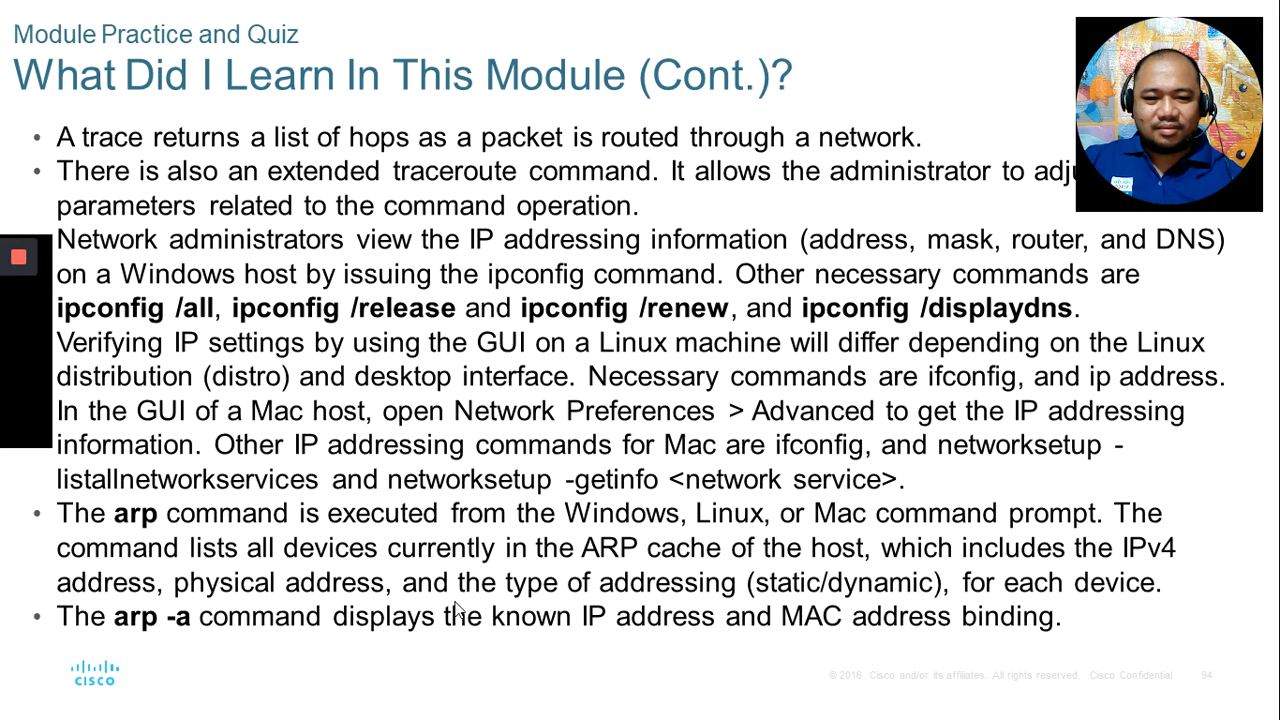 Module Practice and Quiz
What Did I Learn In This Module (Cont.)?
• A trace returns a list of hops as a packet is routed through a network.
• There is also an extended traceroute command. It allows the administrator to adju
parameters related to the command operation.
Network administrators view the IP addressing information (address, mask, router, and DNS)
on a Windows host by issuing the ipconfig command. Other necessary commands are
ipconfig /all, ipconfig /release and ipconfig /renew, and ipconfig /displaydns.
Verifying IP settings by using the GUI on a Linux machine will differ depending on the Linux
distribution (distro) and desktop interface. Necessary commands are ifconfig, and ip address.
In the GUI of a Mac host, open Network Preferences > Advanced to get the IP addressing
information. Other IP addressing commands for Mac are ifconfig, and networksetup -
listallnetworkservices and networksetup -getinfo <network service>.
• The arp command is executed from the Windows, Linux, or Mac command prompt. The
command lists all devices currently in the ARP cache of the host, which includes the IPv4
address, physical address, and the type of addressing (static/dynamic), for each device.
• The arp -a command displays the known IP address and MAC address binding.
CISCO
© 2016 Cisco and/or its affiliates. All rights reserved. Cisco Confidential
94